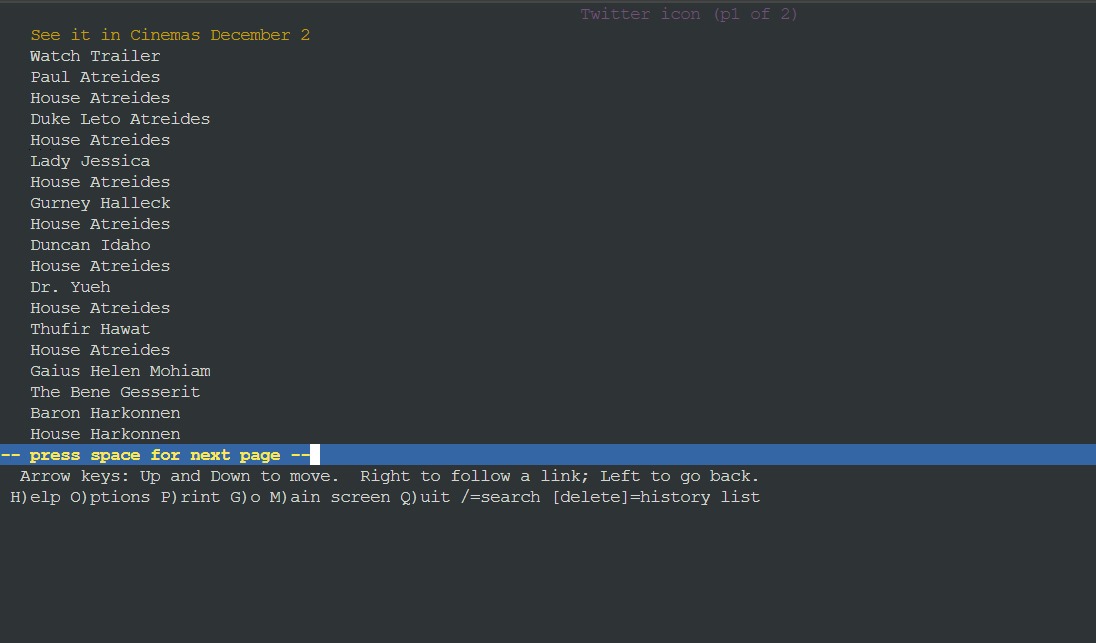 Twitter icon (p1 of 2)
See it in Cinemas December 2
Watch Trailer
Paul Atreides
House Atreides
Duke Leto Atreides
House Atreides
Lady Jessica
House Atreides
Gurney Halleck
House Atreides
Duncan Idaho
House Atreides
Dr. Yueh
House Atreides
Thufir Hawat
House Atreides
Gaius Helen Mohiam
The Bene Gesserit
Baron Harkonnen
House Harkonnen
-- press space for next page --
Arrow keys: Up and Down to move.  Right to follow a link; Left to go back.
H)elp O)ptions P)rint G)o M)ain screen Q)uit /=search [delete]=history list